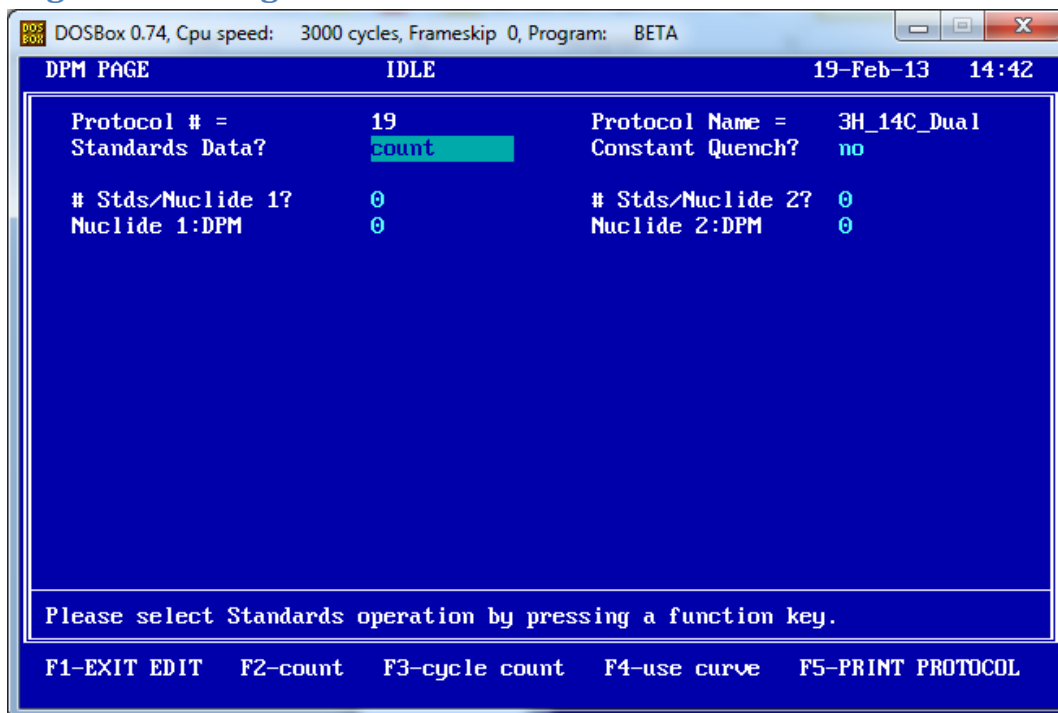 DOSBox 0.74, Cpu speed: 3000 cycles, Frameskip 0, Program: BETA
DPM PAGE IDLE 19-Feb-13 14:42
Protocol # = 19 Protocol Name = 3H_14C_Dual
Standards Data? count Constant Quench? no
# Stds/Nuclide 1? 0 # Stds/Nuclide 2? 0
Nuclide 1:DPM 0 Nuclide 2:DPM 0
Please select Standards operation by pressing a function key.
F1-EXIT EDIT F2-count F3-cycle count F4-use curve F5-PRINT PROTOCOL